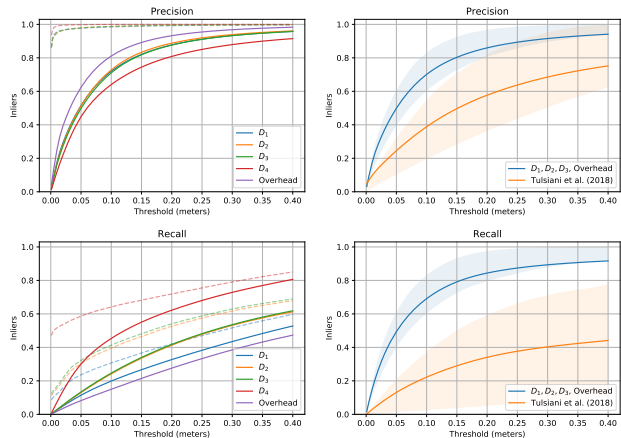 Precision
Inliers
1.0
0.8
0.6
0.4
0.2
0.0
D1
D2
D3
D4
Overhead
0.00 0.05 0.10 0.15 0.20 0.25 0.30 0.35 0.40
Threshold (meters)
Precision
Inliers
1.0
0.8
0.6
0.4
0.2
0.0
D1, D2, D3, Overhead
Tulsiani et al. (2018)
0.00 0.05 0.10 0.15 0.20 0.25 0.30 0.35 0.40
Threshold (meters)
Recall
Inliers
1.0
0.8
0.6
0.4
0.2
0.0
D1
D2
D3
D4
Overhead
0.00 0.05 0.10 0.15 0.20 0.25 0.30 0.35 0.40
Threshold (meters)
Recall
Inliers
1.0
0.8
0.6
0.4
0.2
0.0
D1, D2, D3, Overhead
Tulsiani et al. (2018)
0.00 0.05 0.10 0.15 0.20 0.25 0.30 0.35 0.40
Threshold (meters)